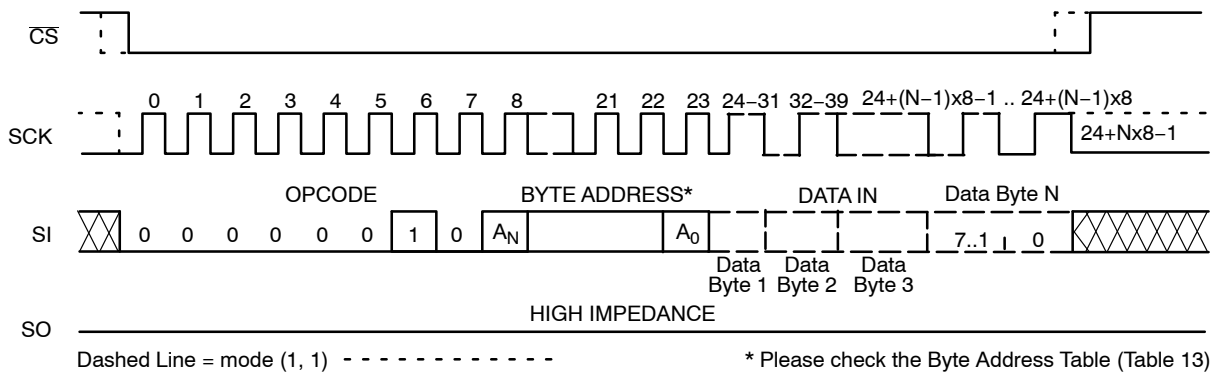 CS
0 1 2 3 4 5 6 7 8 21 22 23 24−31 32−39 24+(N−1)x8−1 .. 24+(N−1)x8
SCK
24+Nx8−1
OPCODE BYTE ADDRESS* DATA IN Data Byte N
SI 0 0 0 0 0 0 1 0 AN A0 7..1 0
Data Byte 1
Data Byte 2
Data Byte 3
HIGH IMPEDANCE
SO
Dashed Line = mode (1, 1) * Please check the Byte Address Table (Table 13)